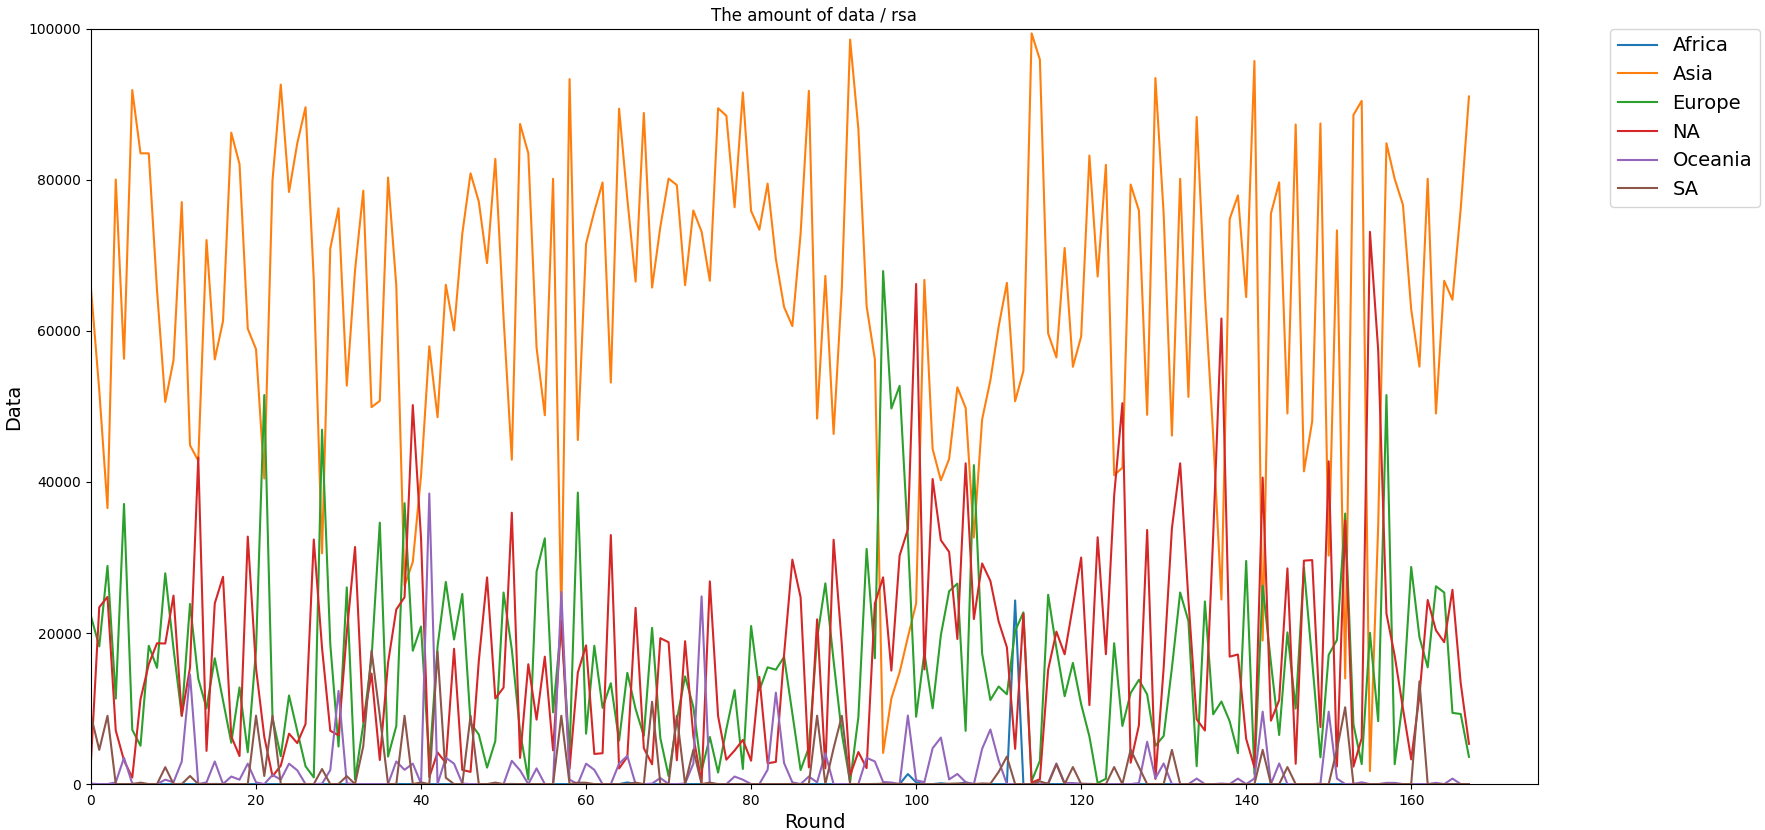 The amount of data / rsa
100000
80000
60000
40000
20000
0
Data
0 20 40 60 80 100 120 140 160
Round
Africa
Asia
Europe
NA
Oceania
SA